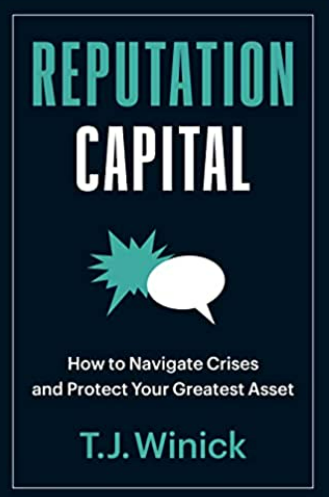 REPUTATION
CAPITAL
How to Navigate Crises
and Protect Your Greatest Asset
T.J. Winick